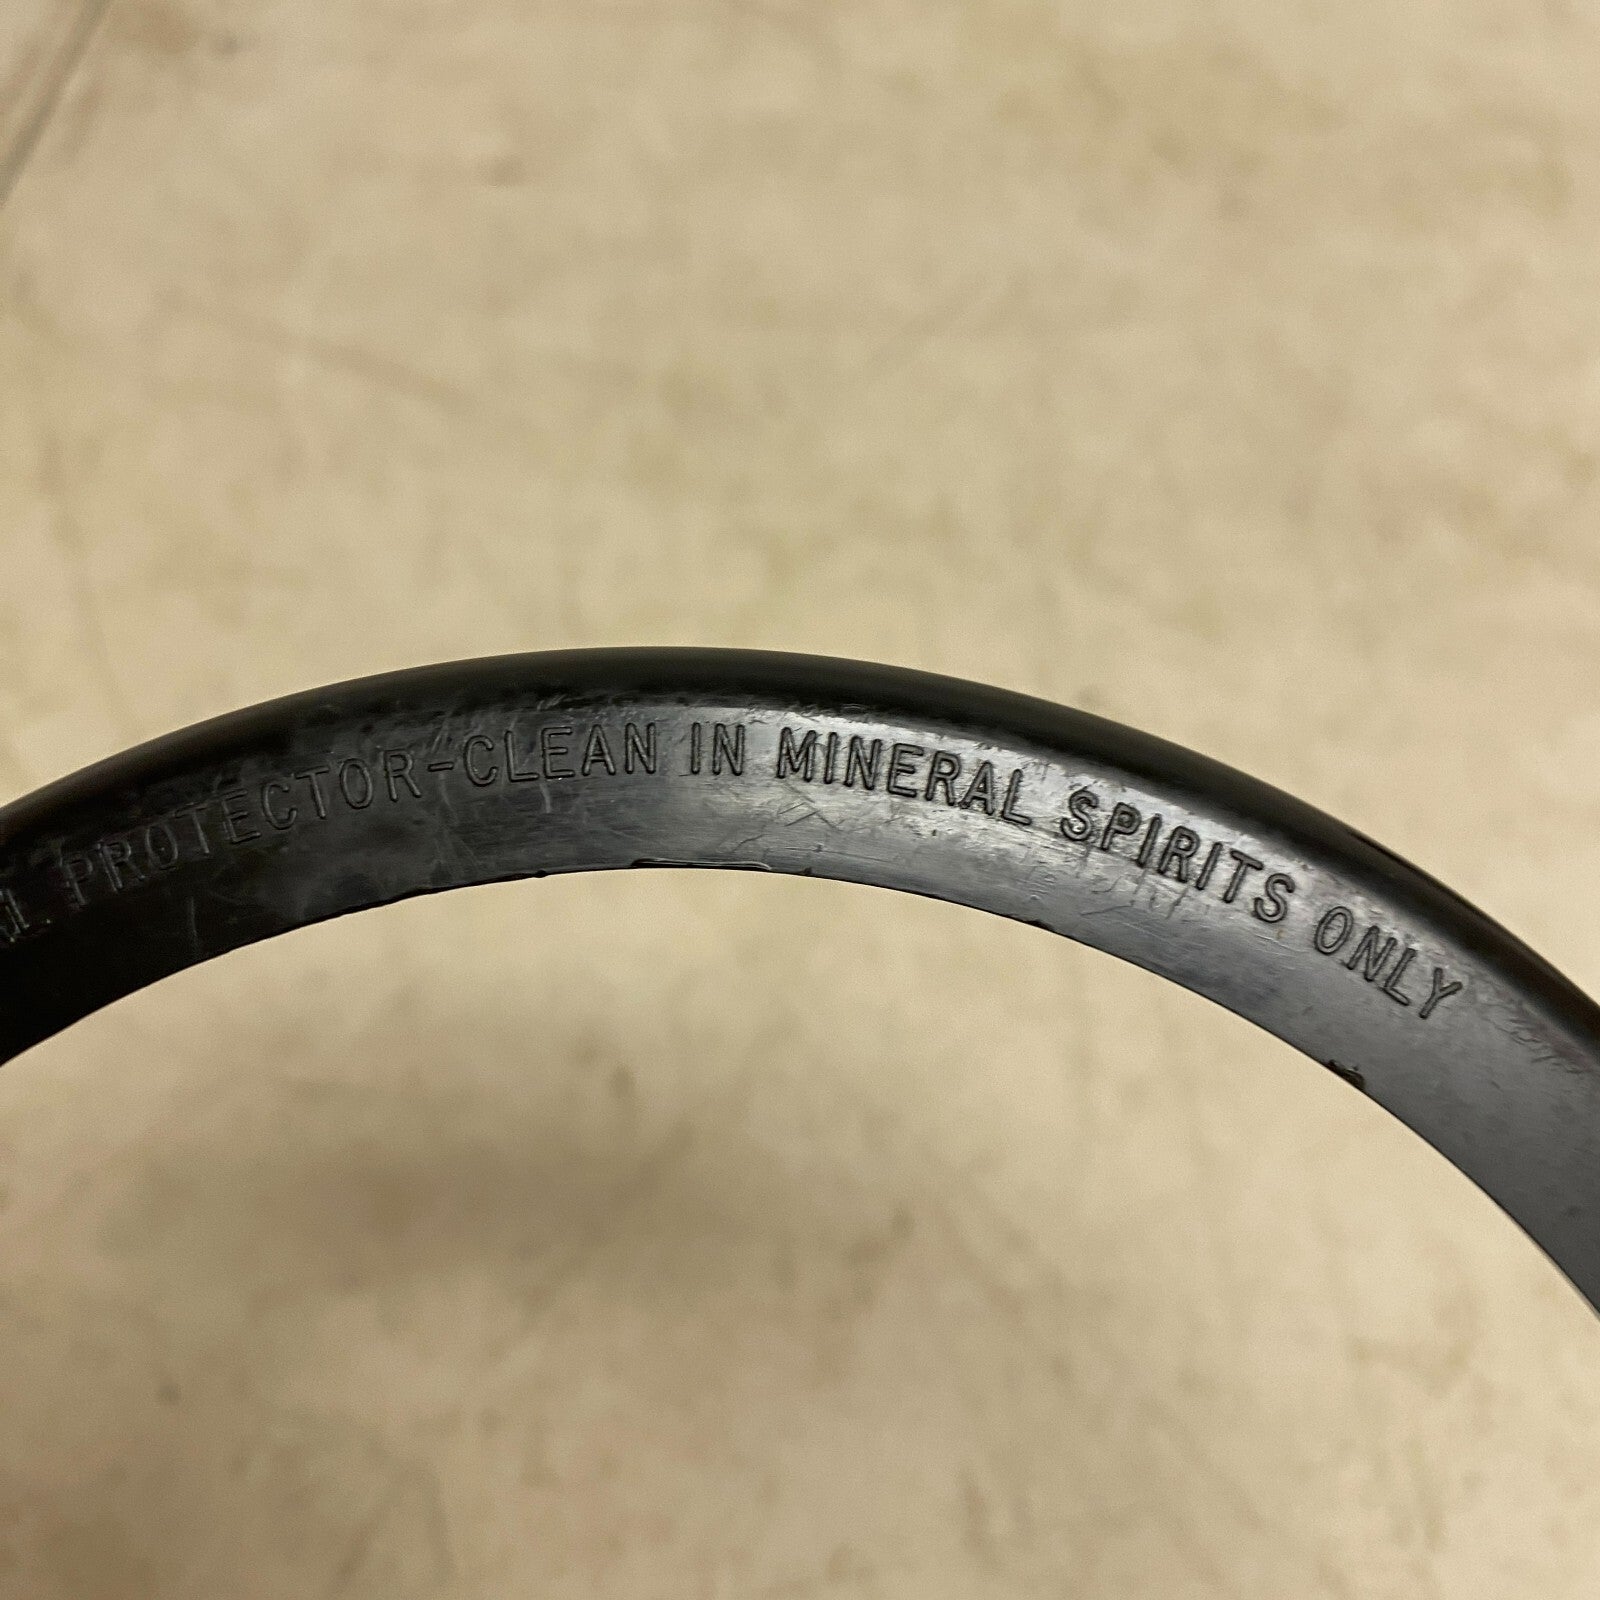 PROTECTOR-CLEAN IN MINERAL SPIRITS ONLY